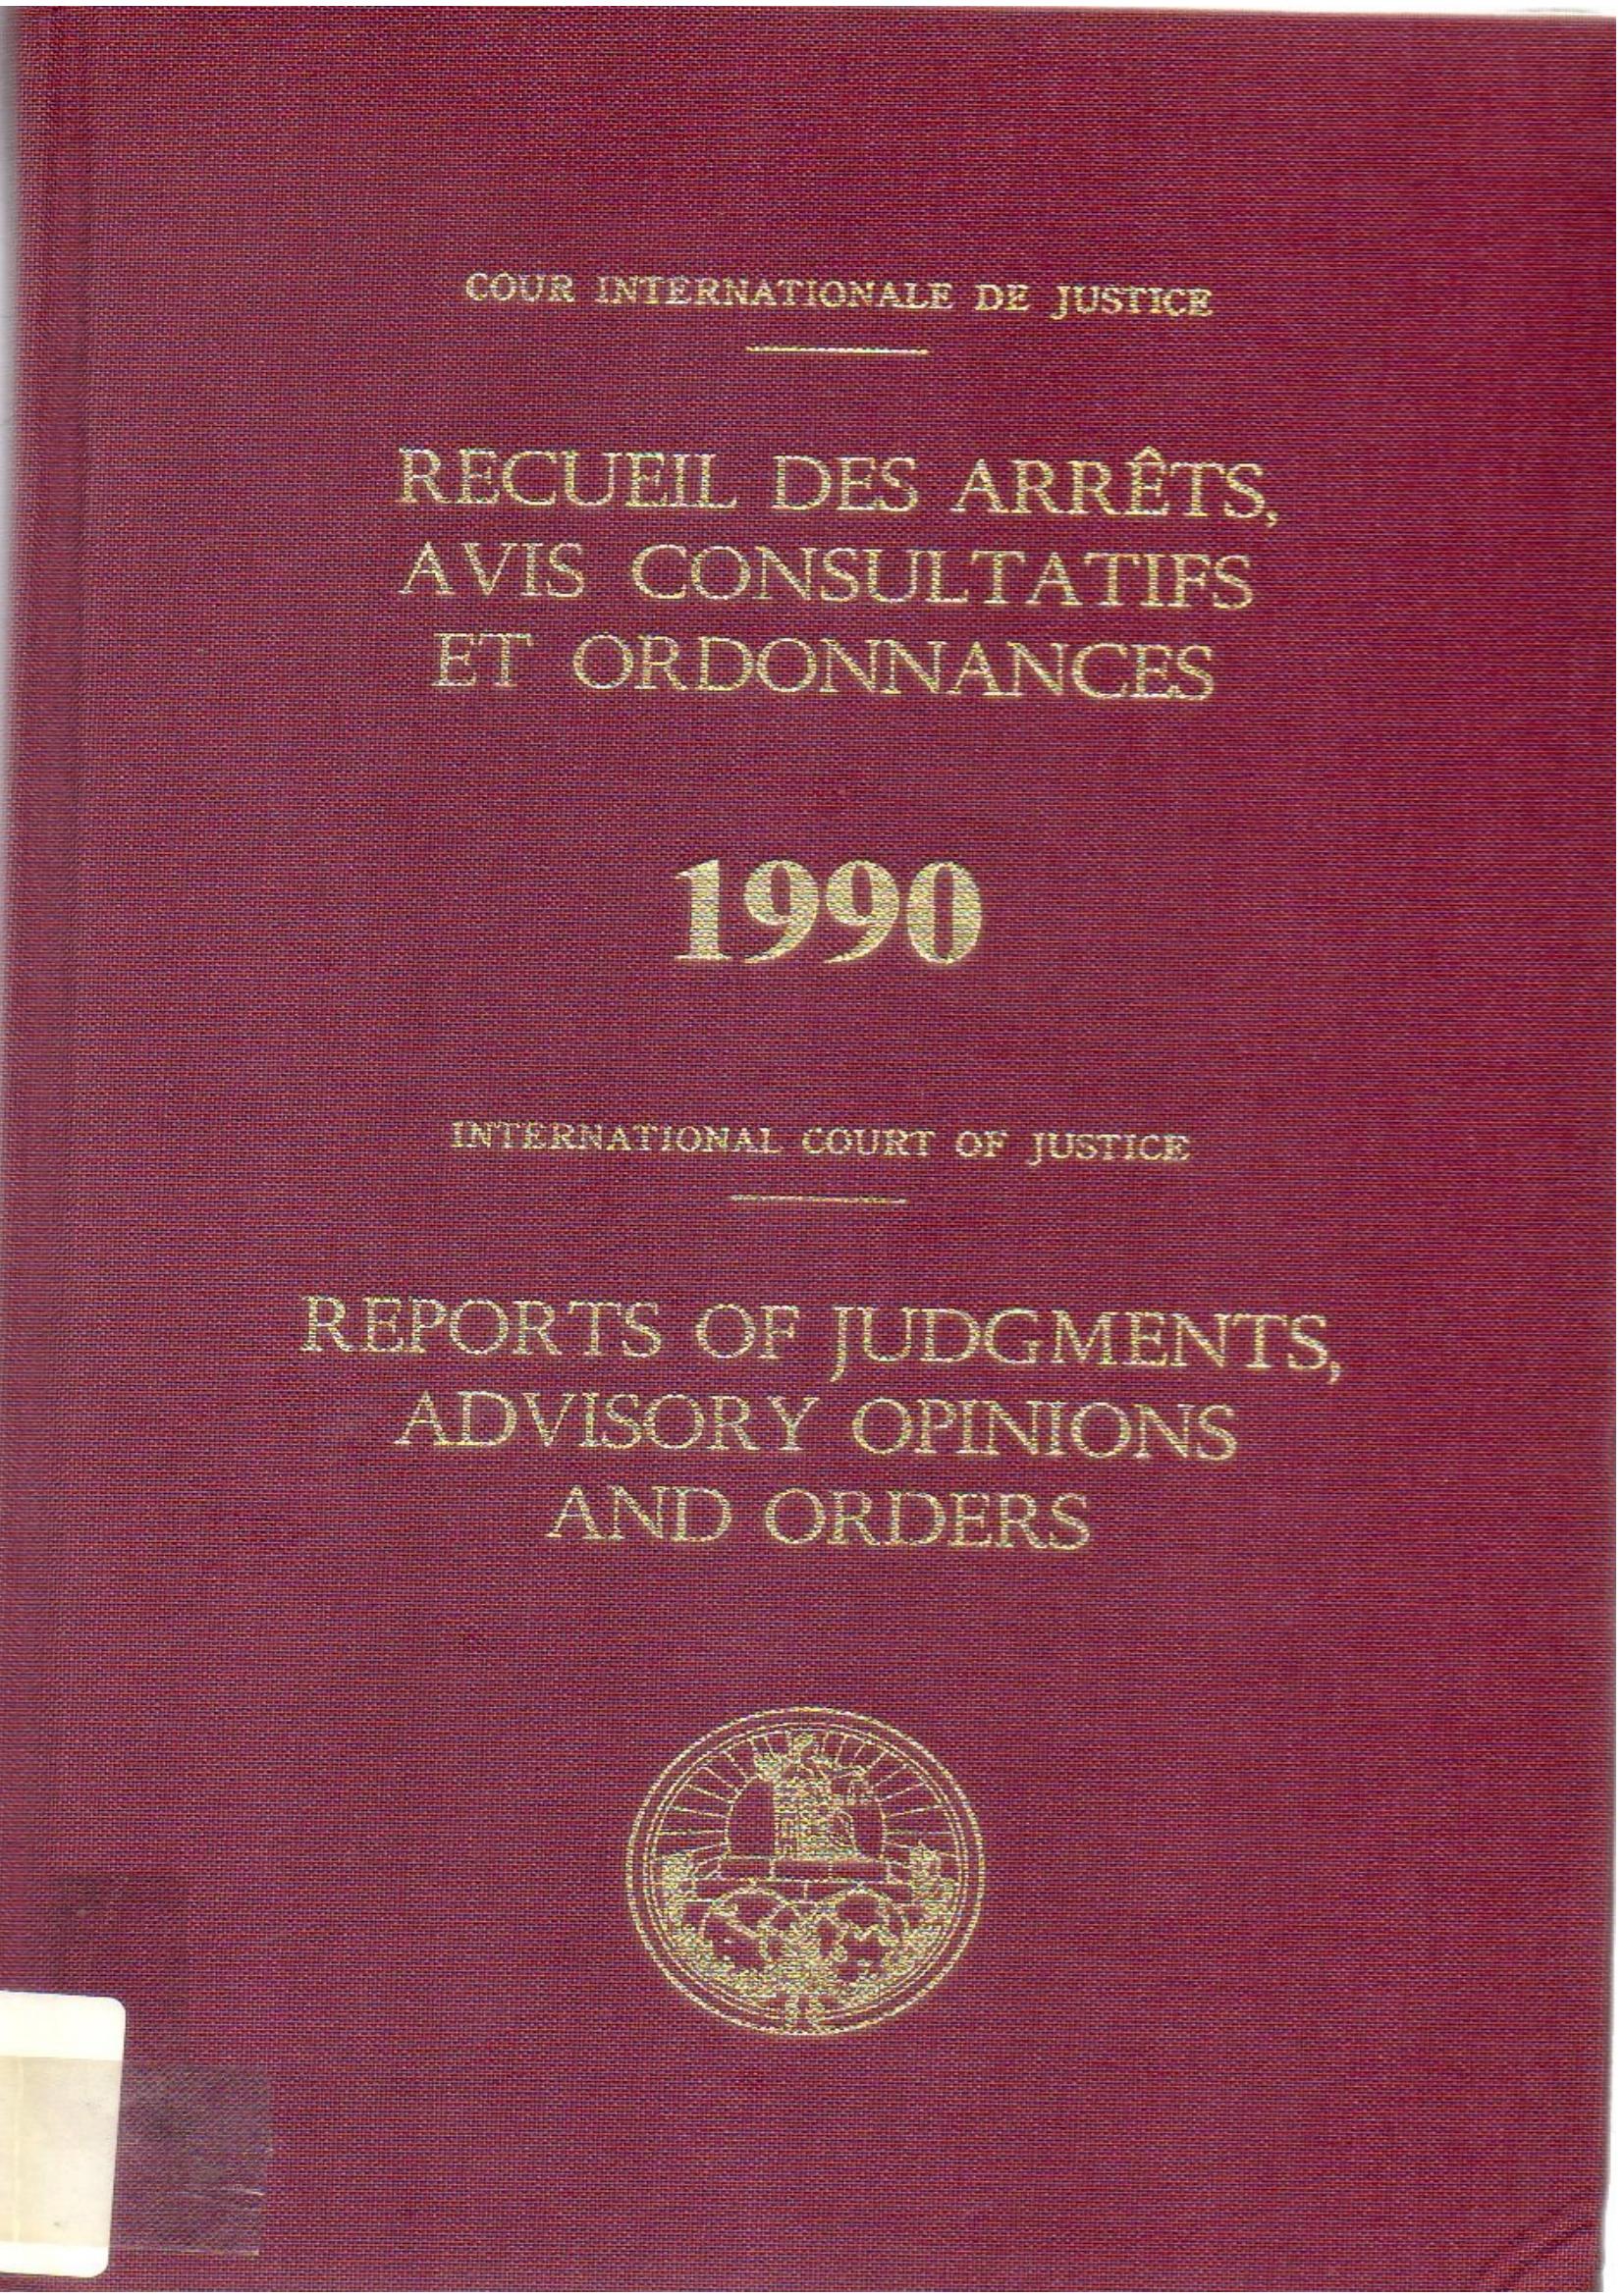 COUR INTERNATIONALE DE JUSTICE
RECUEIL DES ARRÊTS,
AVIS CONSULTATIFS
ET ORDONNANCES
1990
INTERNATIONAL COURT OF JUSTICE
REPORTS OF JUDGMENTS,
ADVISORY OPINIONS
AND ORDERS